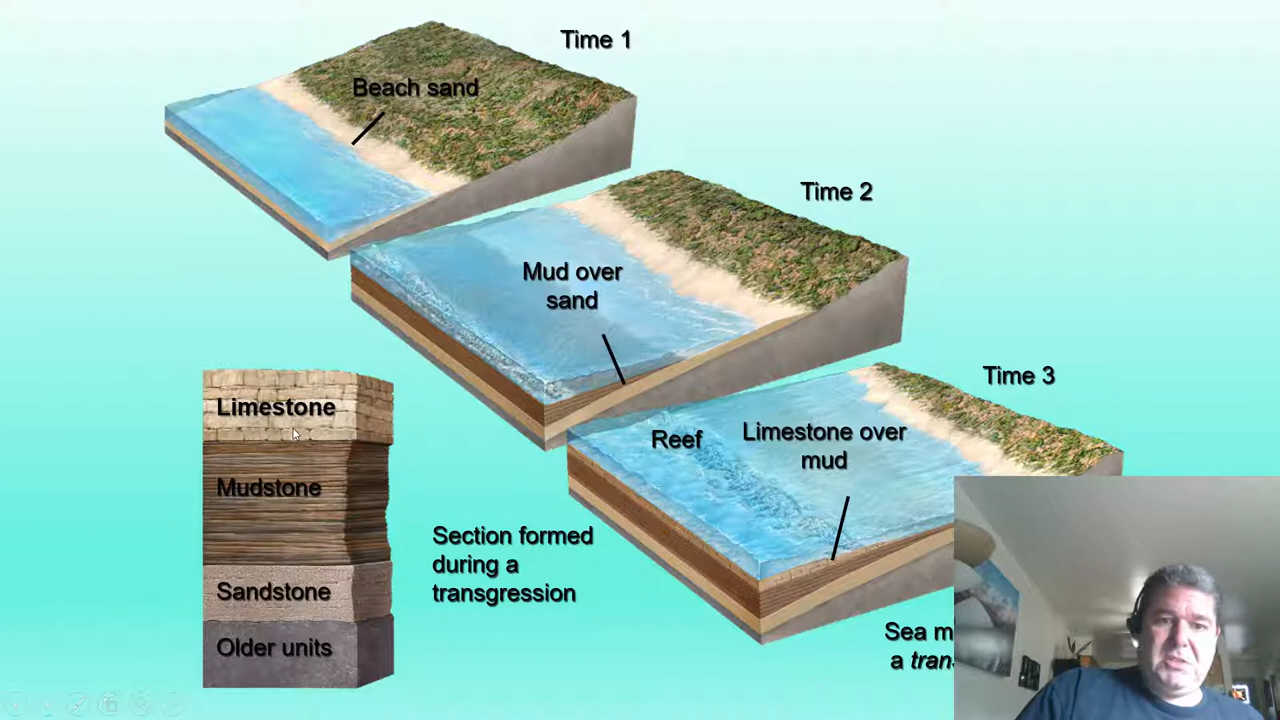 Time 1
Beach sand
Time 2
Mud over
sand
Time 3
Reef
Limestone over
mud
Limestone
Mudstone
Sandstone
Older units
Section formed
during a
transgression
Sea
a